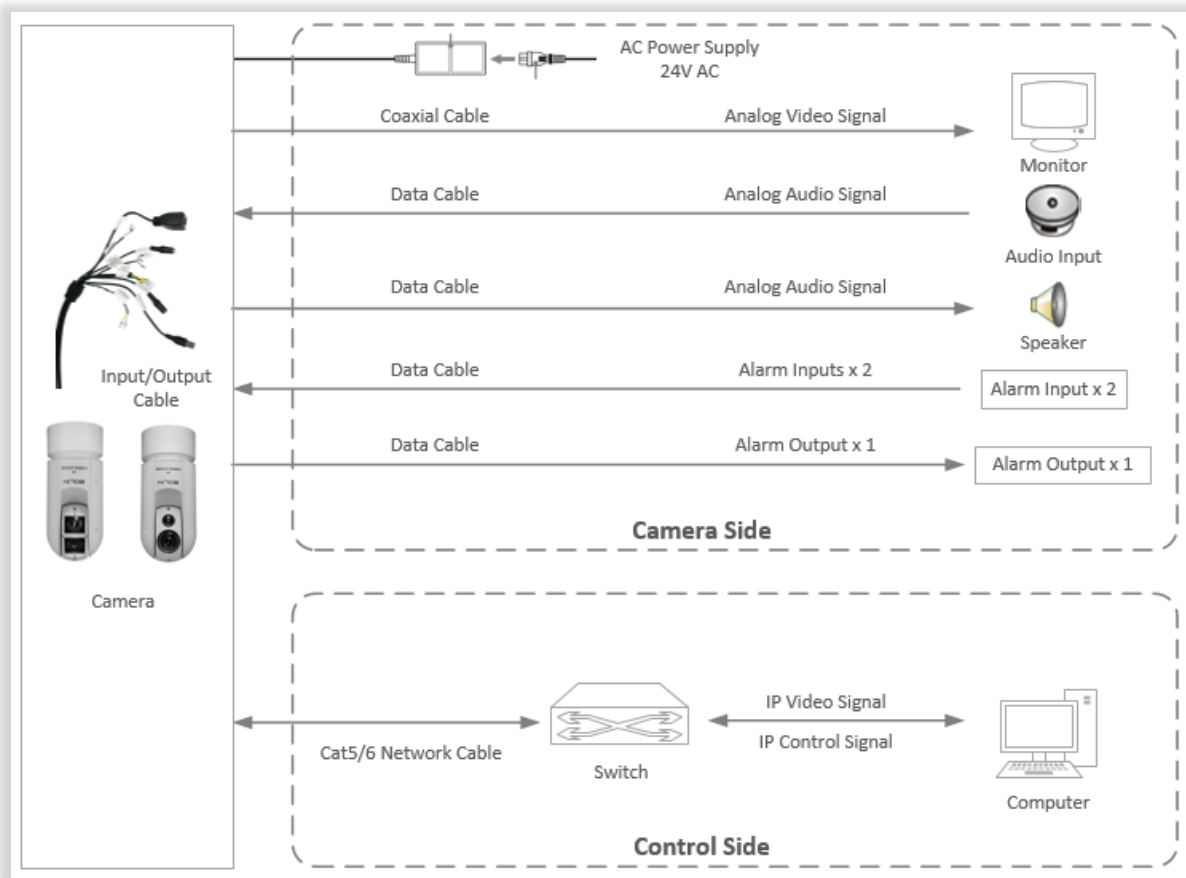 AC Power Supply
24V AC
Coaxial Cable
Analog Video Signal
Monitor
Data Cable
Analog Audio Signal
Audio Input
Data Cable
Analog Audio Signal
Speaker
Input/Output
Cable
Data Cable
Alarm Inputs x 2
Alarm Input x 2
Data Cable
Alarm Output x 1
Alarm Output x 1
Camera Side
Camera
Cat5/6 Network Cable
Switch
IP Video Signal
IP Control Signal
Computer
Control Side